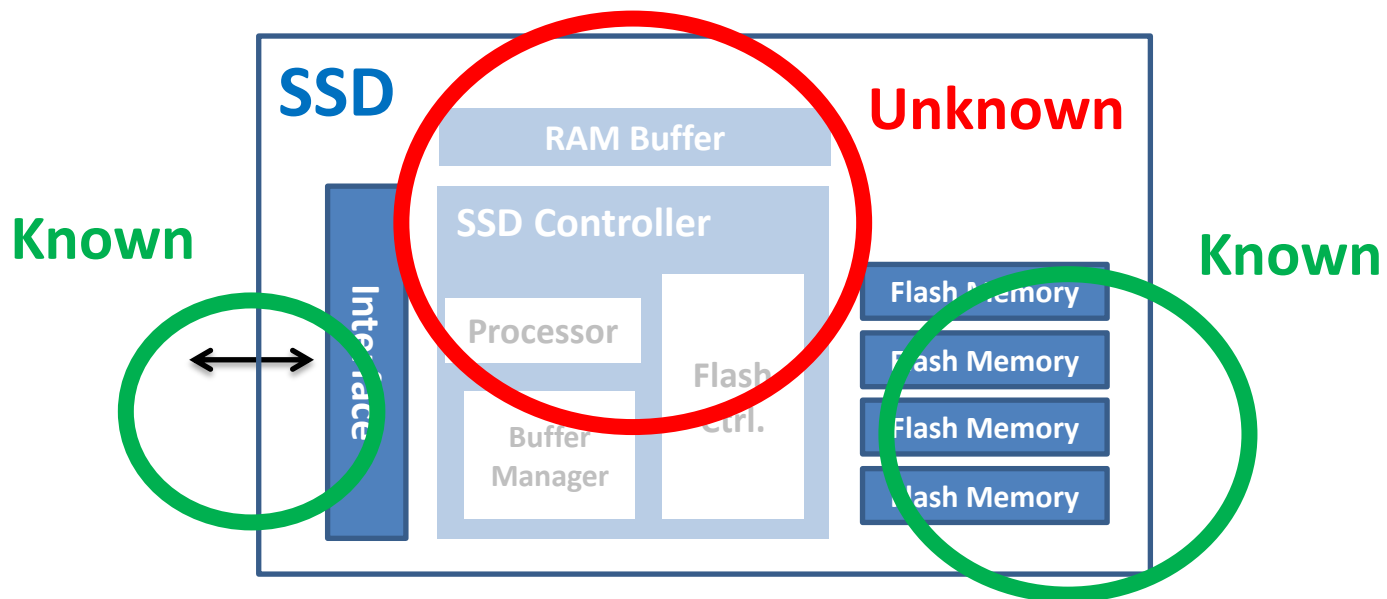 SSD
Unknown
RAM Buffer
SSD Controller
Known
Known
Interface
Flash Memory
Processor
Flash Memory
Flash
Ctrl.
Flash Memory
Buffer
Manager
Flash Memory